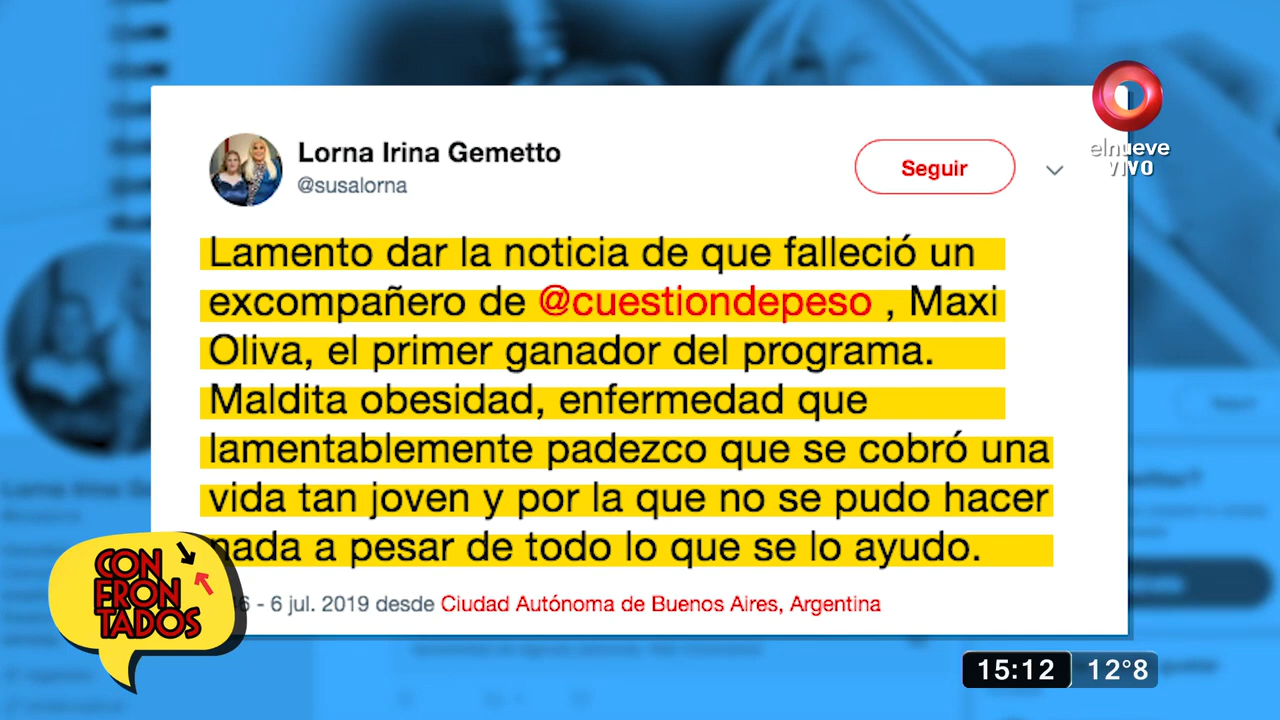 elnueve
VIVO
Lorna Irina Gemetto
@susalorna
Seguir
Lamento dar la noticia de que falleció un
excompañero de @cuestiondepeso , Maxi
Oliva, el primer ganador del programa.
Maldita obesidad, enfermedad que
lamentablemente padezco que se cobró una
vida tan joven y por la que no se pudo hacer
nada a pesar de todo lo que se lo ayudo.
6 - 6 jul. 2019 desde Ciudad Autónoma de Buenos Aires, Argentina
CON
FRON
TADOS
15:12 12°8